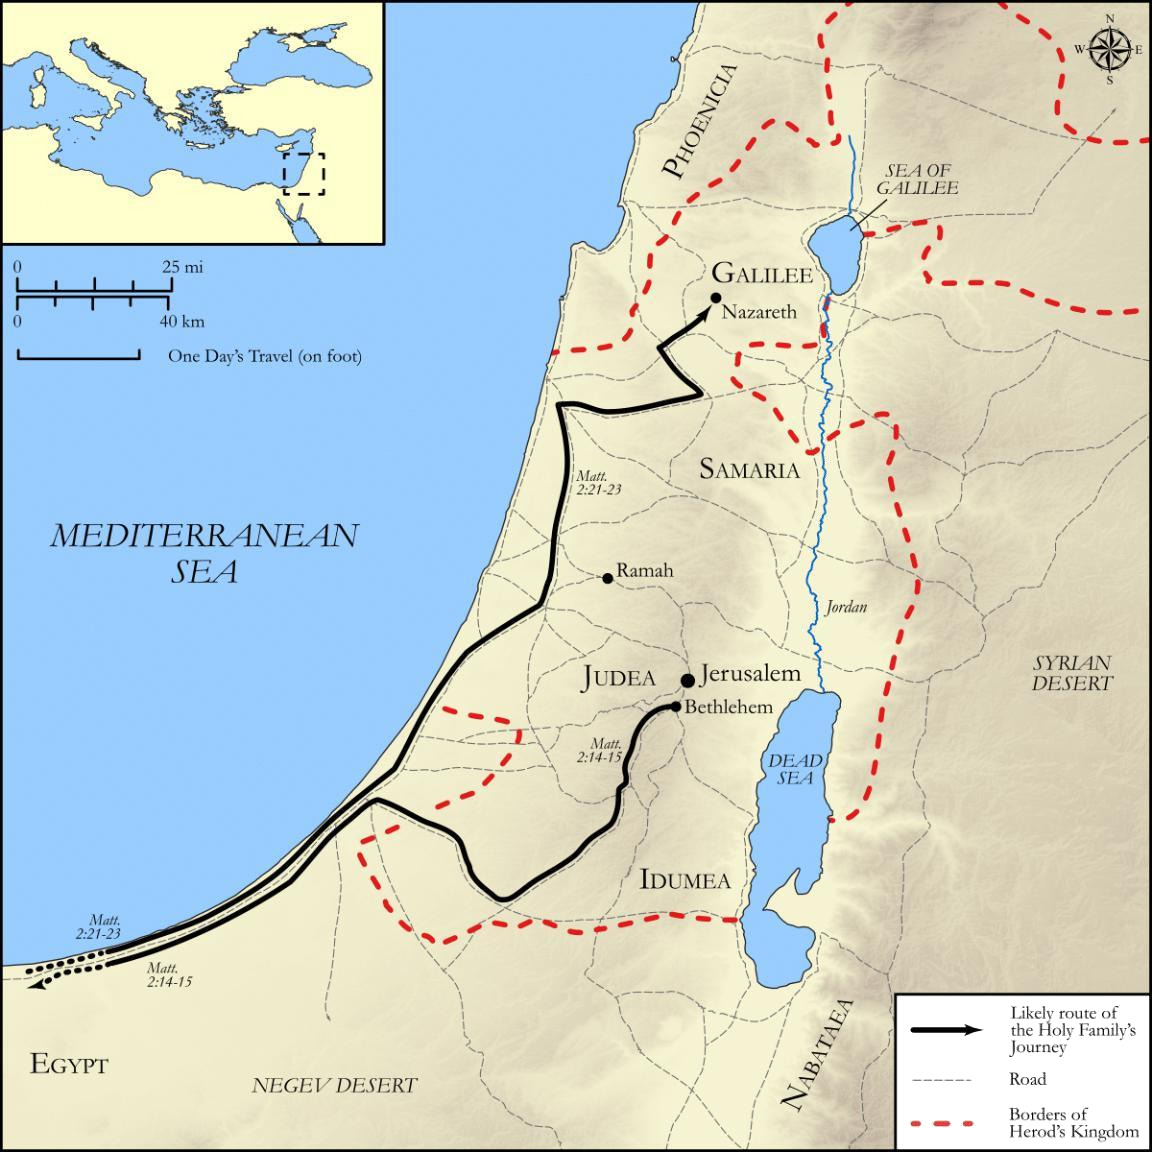 N
W
E
S
PHOENICIA
SEA OF
GALILEE
0
25 mi
0
40 km
One Day's Travel (on foot)
GALILEE
Nazareth
SAMARIA
Matt.
2:21-23
MEDITERRANEAN
SEA
Ramah
Jordan
SYRIAN
DESERT
JUDEA
Jerusalem
Bethlehem
Matt.
2:14-15
DEAD
SEA
IDUMEA
Matt.
2:21-23
Matt.
2:14-15
EGYPT
NEGEV DESERT
NABATAEA
Likely route of
the Holy Family's
Journey
Road
Borders of
Herod's Kingdom